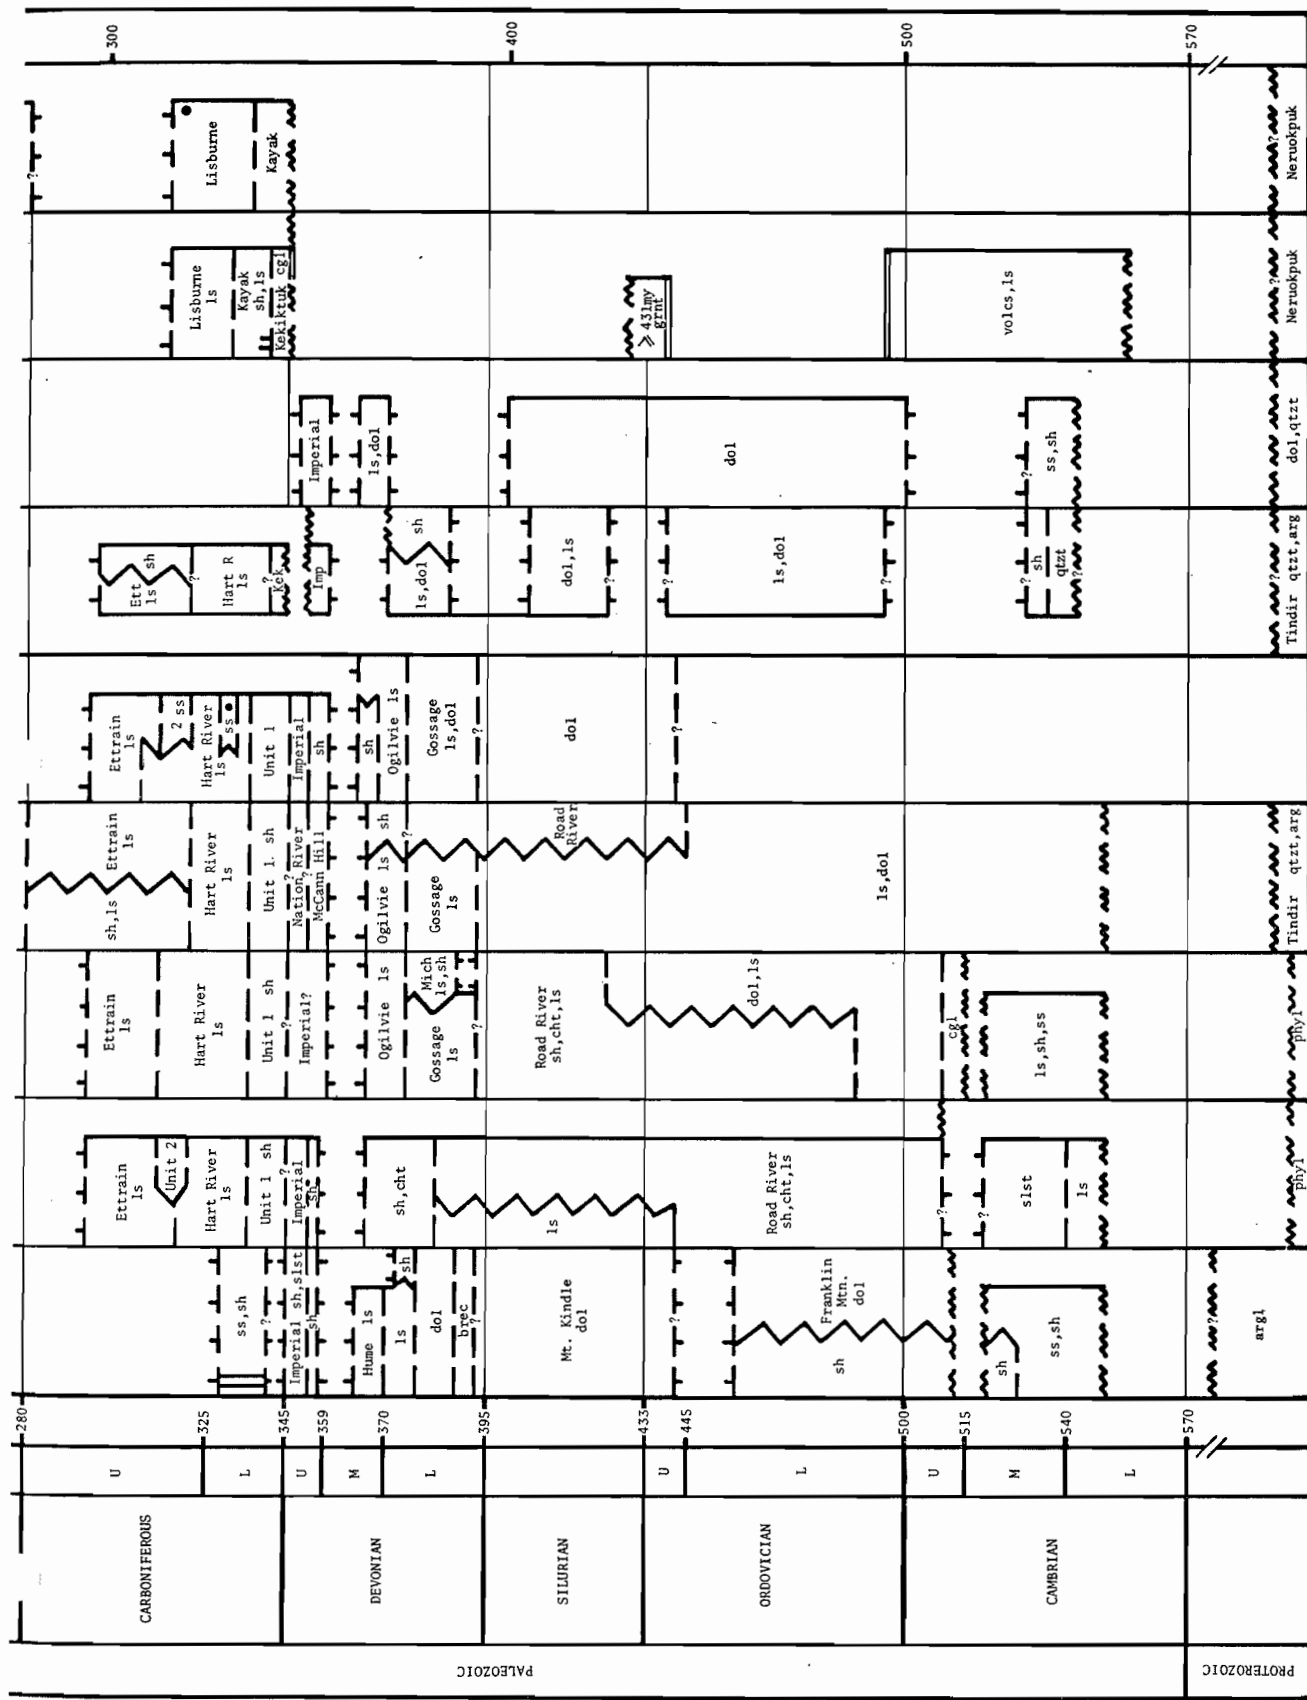 PALEOZOIC
PROTEROZOIC
CARBONIFEROUS
DEVONIAN
SILURIAN
ORDOVICIAN
CAMBRIAN
U
L
U
M
L
U
L
U
M
L
280
325
345
359
370
395
433
445
500
515
540
570
ss,sh
?
Imperial sh,slst
sh
Hume ls
sh
ls
dol
brec
?
Mt. Kindle
dol
?
Franklin
Mtn.
dol
sh
sh
ss,sh
?
argl
Ettrain
ls
Unit 2
Hart River
ls
Unit 1 sh
?
Imperial
sh
sh,cht
ls
Road River
sh,cht,ls
?
?
slst
ls
?
phyl
Ettrain
ls
Hart River
ls
Unit 1 sh
?
Imperial?
Ogilvie ls
Mich
ls,sh
Gossage
ls
?
Road River
sh,cht,ls
dol,ls
cgl
ls,sh,ss
?
phyl
Ettrain
ls
sh,ls
Hart River
ls
Unit 1 sh
?
Nation River
?
McCann Hill
Ogilvie ls sh
?
Gossage
ls
Road
River
ls,dol
Tindir qtzt,arg
Ettrain
ls
2 ss
Hart River
ls
ss
Unit 1
Imperial
sh
sh
Ogilvie ls
Gossage
ls,dol
?
dol
?
Ett
ls
sh
?
Hart R
ls
?
Kek
Imp
sh
ls,dol
dol,ls
?
?
ls,dol
?
?
sh
qtzt
?
?
Tindir qtzt,arg
Imperial
ls,dol
dol
?
ss,sh
dol,qtzt
Lisburne
ls
Kayak
sh,ls
Kekiktuk cgl
⩾ 431my
grnt
volcs,ls
?
Neruokpuk
?
Lisburne
Kayak
?
Neruokpuk
300
400
500
570